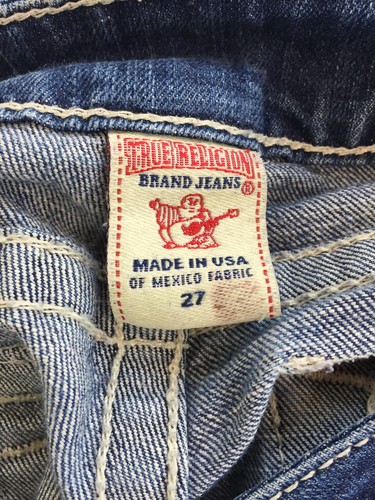 TRUE RELIGION
BRAND JEANS ®
MADE IN USA
OF MEXICO FABRIC
27